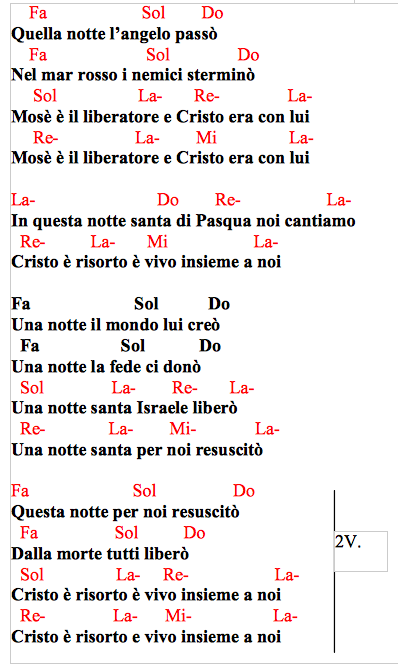 Fa Sol Do
Quella notte l’angelo passò
Fa Sol Do
Nel mar rosso i nemici sterminò
Sol La- Re- La-
Mosè è il liberatore e Cristo era con lui
Re- La- Mi La-
Mosè è il liberatore e Cristo era con lui
La- Do Re- La-
In questa notte santa di Pasqua noi cantiamo
Re- La- Mi La-
Cristo è risorto è vivo insieme a noi
Fa Sol Do
Una notte il mondo lui creò
Fa Sol Do
Una notte la fede ci donò
Sol La- Re- La-
Una notte santa Israele liberò
Re- La- Mi- La-
Una notte santa per noi resuscitò
Fa Sol Do
Questa notte per noi resuscitò
Fa Sol Do
Dalla morte tutti liberò
2V.
Sol La- Re- La-
Cristo è risorto è vivo insieme a noi
Re- La- Mi- La-
Cristo è risorto e vivo insieme a noi